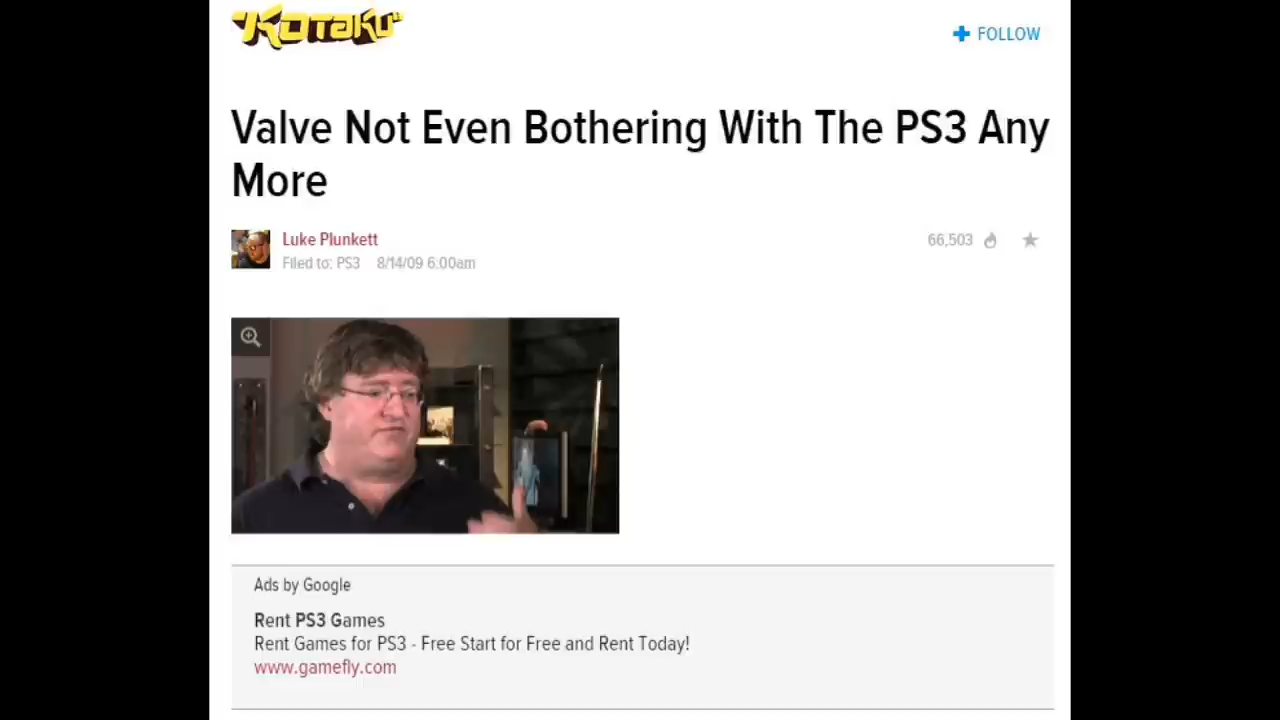 KOTAKU
FOLLOW
Valve Not Even Bothering With The PS3 Any
More
Luke Plunkett
66,503
Filed to: PS3 8/14/09 6:00am
Ads by Google
Rent PS3 Games
Rent Games for PS3 - Free Start for Free and Rent Today!
www.gamefly.com